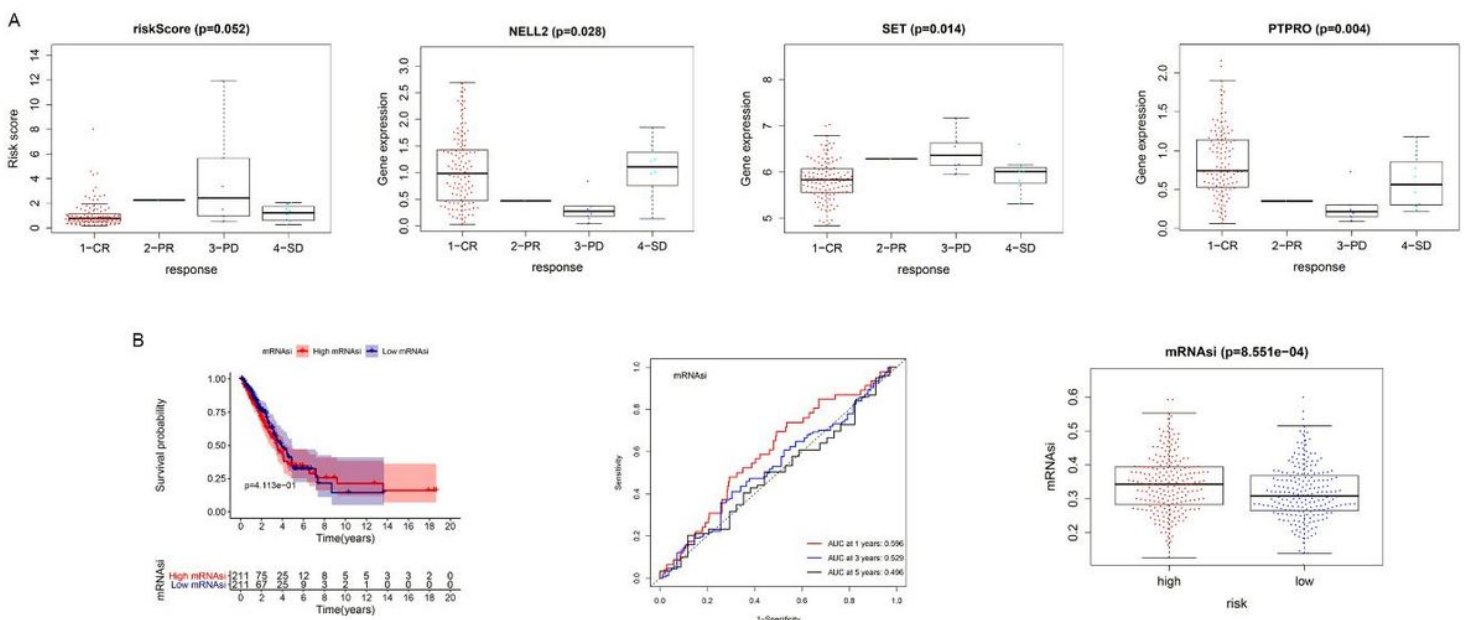 A
riskScore (p=0.052)
Risk score
14
12
10
8
6
4
2
0
1−CR 2−PR 3−PD 4−SD
response
NELL2 (p=0.028)
Gene expression
3.0
2.5
2.0
1.5
1.0
0.5
0.0
1−CR 2−PR 3−PD 4−SD
response
SET (p=0.014)
Gene expression
8
7
6
5
1−CR 2−PR 3−PD 4−SD
response
PTPRO (p=0.004)
Gene expression
2.0
1.5
1.0
0.5
0.0
1−CR 2−PR 3−PD 4−SD
response
B
mRNAsi High mRNAsi Low mRNAsi
Survival probability
1.00
0.75
0.50
0.25
0.00
p=4.113e−01
0 2 4 6 8 10 12 14 16 18 20
Time(years)
mRNAsi
High mRNAsi 211 75 25 12 8 5 5 3 3 2 0
Low mRNAsi 211 67 25 9 3 2 1 0 0 0 0
0 2 4 6 8 10 12 14 16 18 20
Time(years)
mRNAsi
Sensitivity
1.0
0.8
0.6
0.4
0.2
0.0
AUC at 1 years: 0.596
AUC at 3 years: 0.529
AUC at 5 years: 0.496
0.0 0.2 0.4 0.6 0.8 1.0
1−Specificity
mRNAsi (p=8.551e−04)
mRNAsi
0.6
0.5
0.4
0.3
0.2
high low
risk